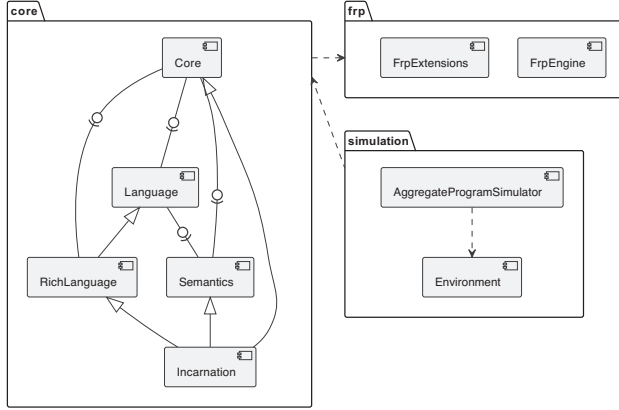 core
Core
Language
RichLanguage
Semantics
Incarnation
frp
FrpExtensions
FrpEngine
simulation
AggregateProgramSimulator
Environment